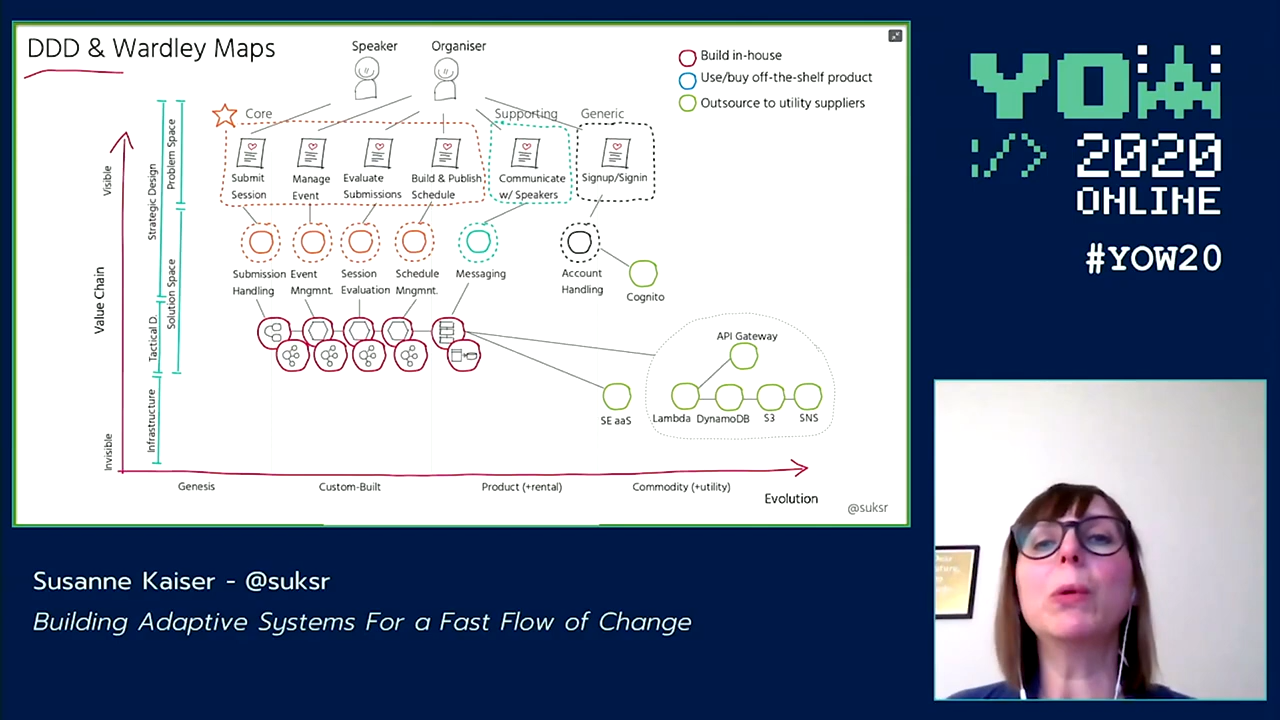 DDD & Wardley Maps
Speaker
Organiser
Build in-house
Use/buy off-the-shelf product
Outsource to utility suppliers
Core
Supporting
Generic
Submit
Session
Manage
Event
Evaluate
Submissions
Build & Publish
Schedule
Communicate
w/ Speakers
Signup/Signin
Submission
Handling
Event
Mngmnt.
Session
Evaluation
Schedule
Mngmnt.
Messaging
Account
Handling
Cognito
API Gateway
SE aaS
Lambda
DynamoDB
S3
SNS
Value Chain
Visible
Invisible
Strategic Design
Problem Space
Solution Space
Tactical D.
Infrastructure
Genesis
Custom-Built
Product (+rental)
Commodity (+utility)
Evolution
@suksr
YOW
:/> 2020
ONLINE
#YOW20
Susanne Kaiser - @suksr
Building Adaptive Systems For a Fast Flow of Change